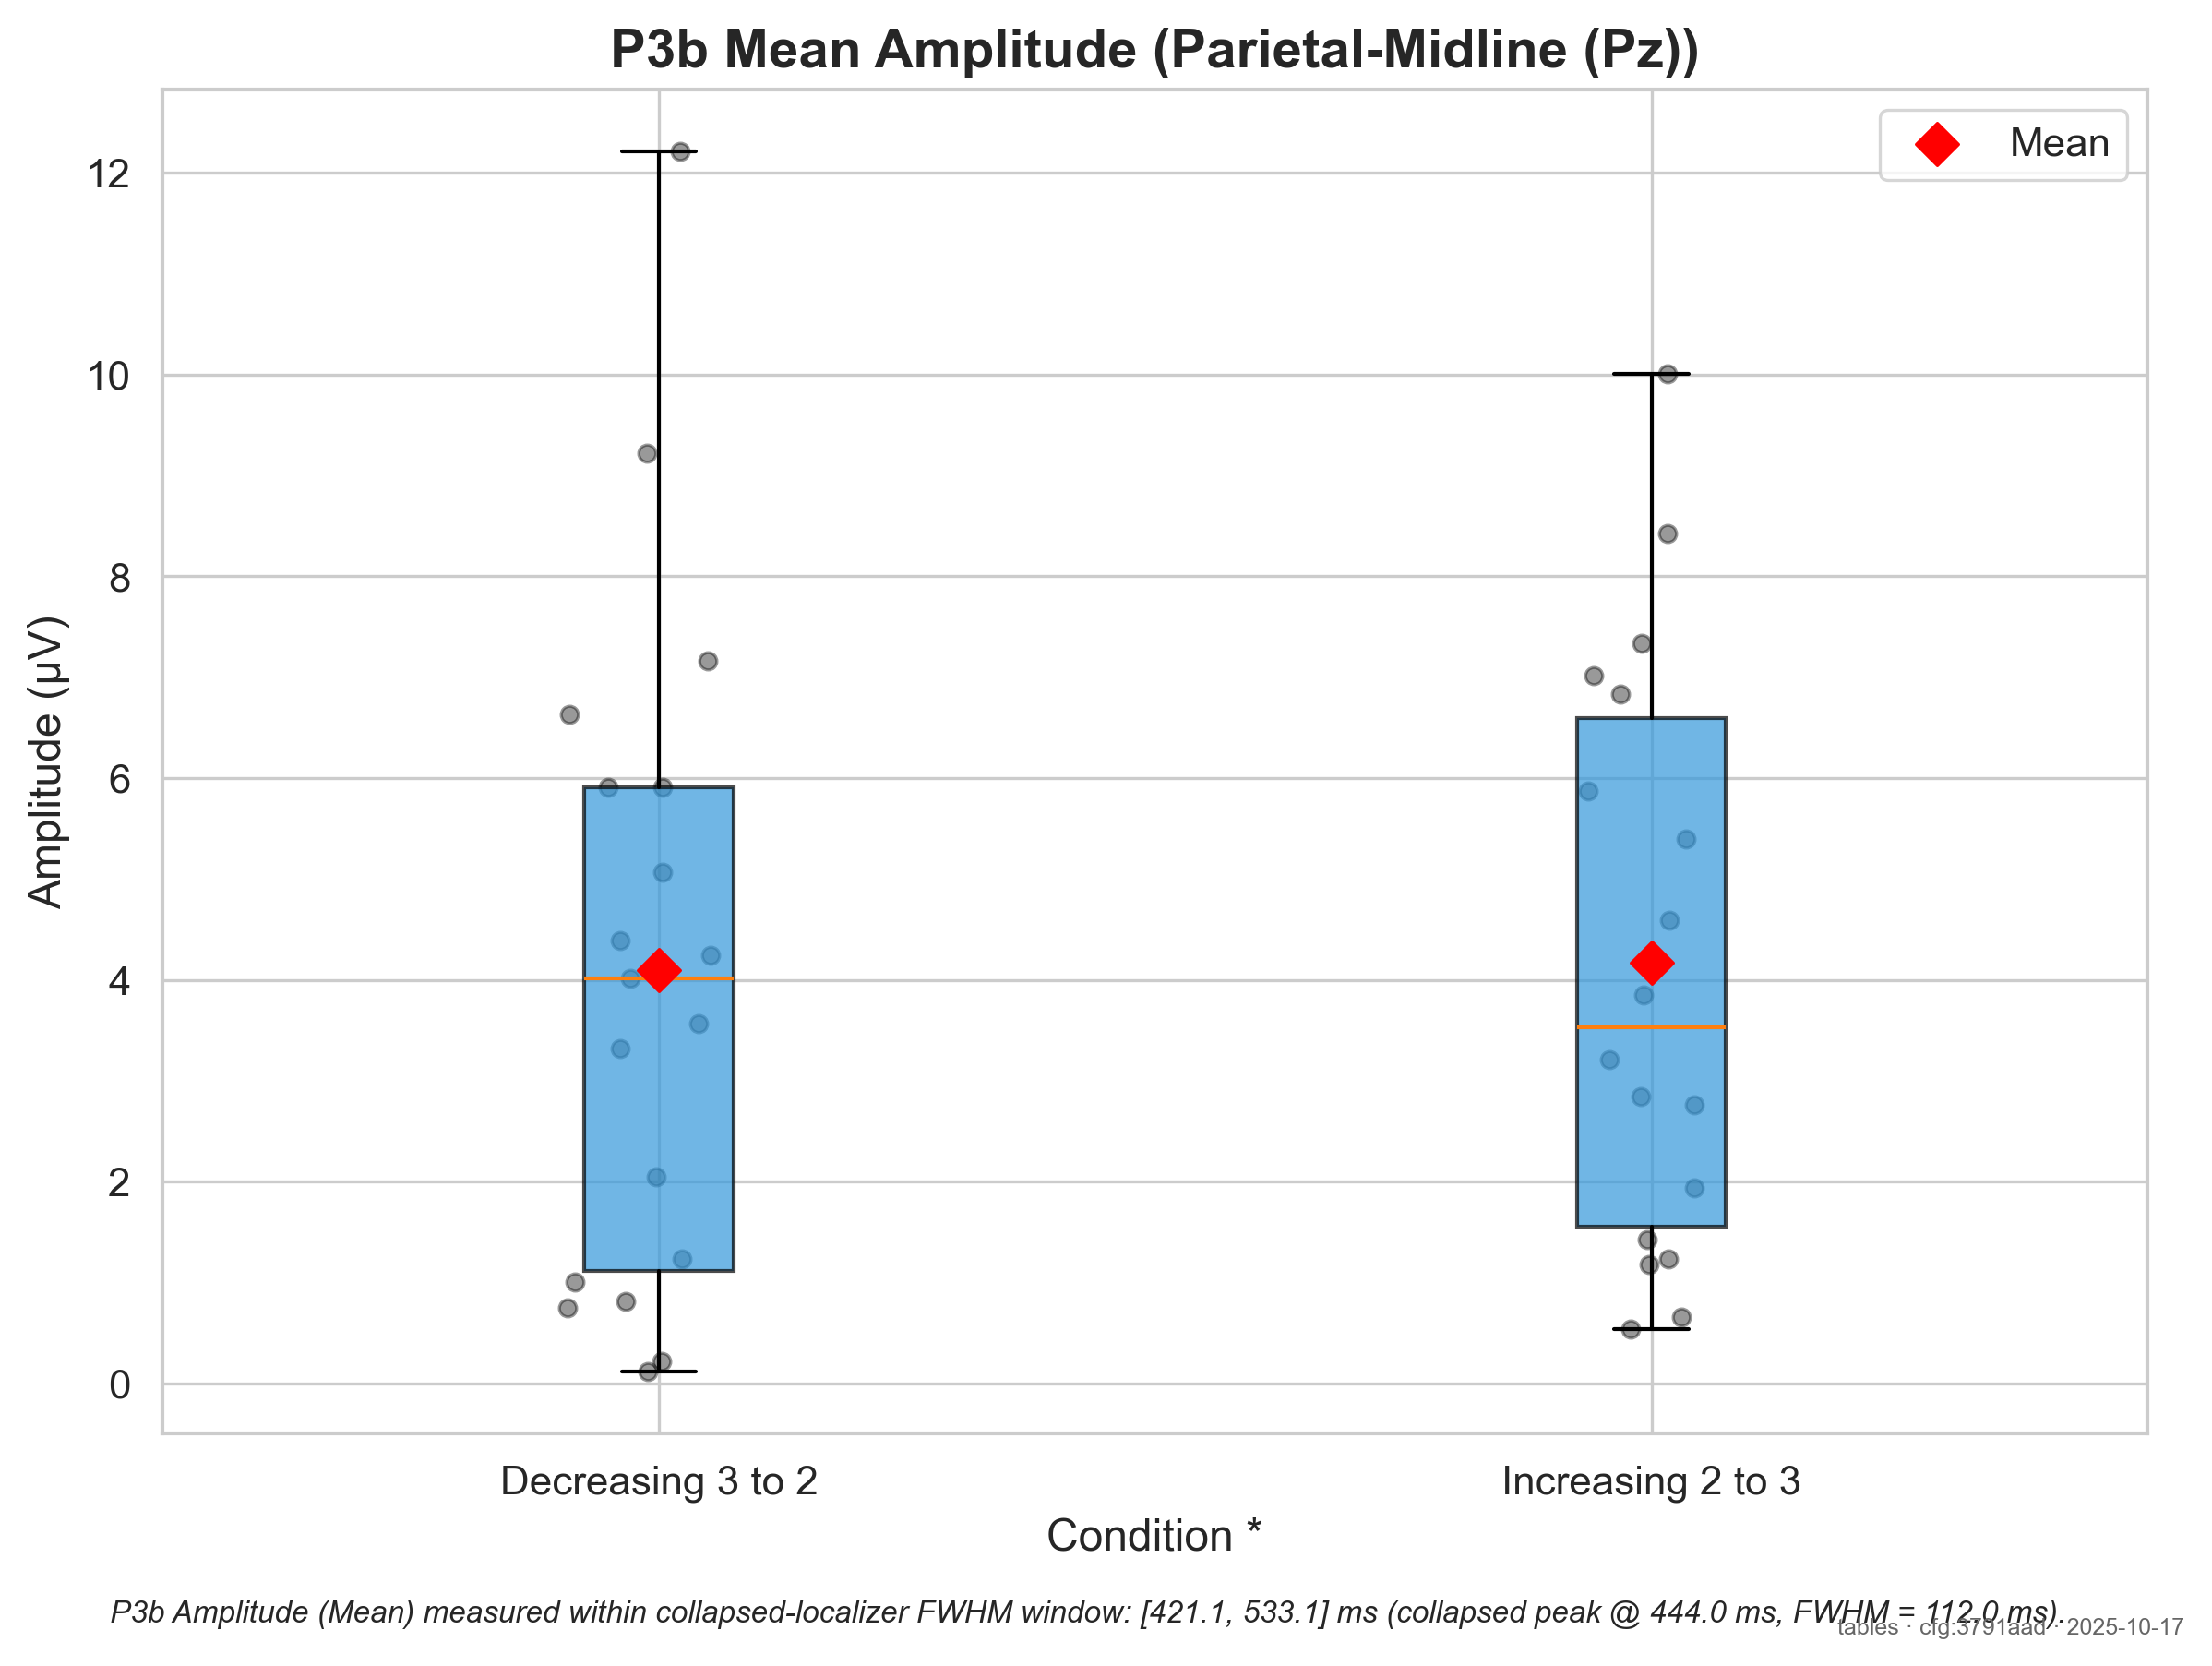 P3b Mean Amplitude (Parietal-Midline (Pz))
Mean
12
10
8
6
4
2
0
Amplitude (µV)
Decreasing 3 to 2
Increasing 2 to 3
Condition *
P3b Amplitude (Mean) measured within collapsed-localizer FWHM window: [421.1, 533.1] ms (collapsed peak @ 444.0 ms, FWHM = 112.0 ms).
tables · cfg:3791aad · 2025-10-17